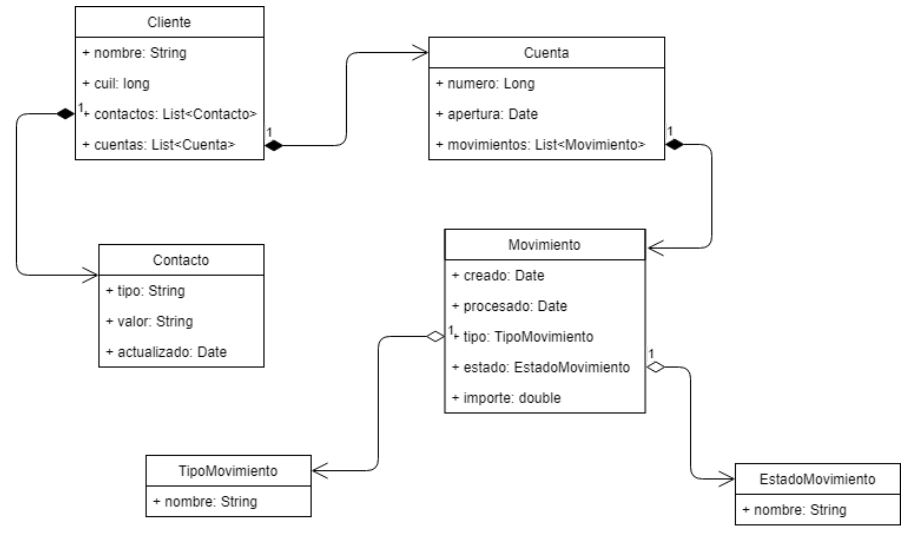 Cliente
+ nombre: String
+ cuil: long
1
+ contactos: List<Contacto>
+ cuentas: List<Cuenta>
1
Cuenta
+ numero: Long
+ apertura: Date
+ movimientos: List<Movimiento>
1
Contacto
+ tipo: String
+ valor: String
+ actualizado: Date
Movimiento
+ creado: Date
+ procesado: Date
1
+ tipo: TipoMovimiento
+ estado: EstadoMovimiento
1
+ importe: double
TipoMovimiento
+ nombre: String
EstadoMovimiento
+ nombre: String